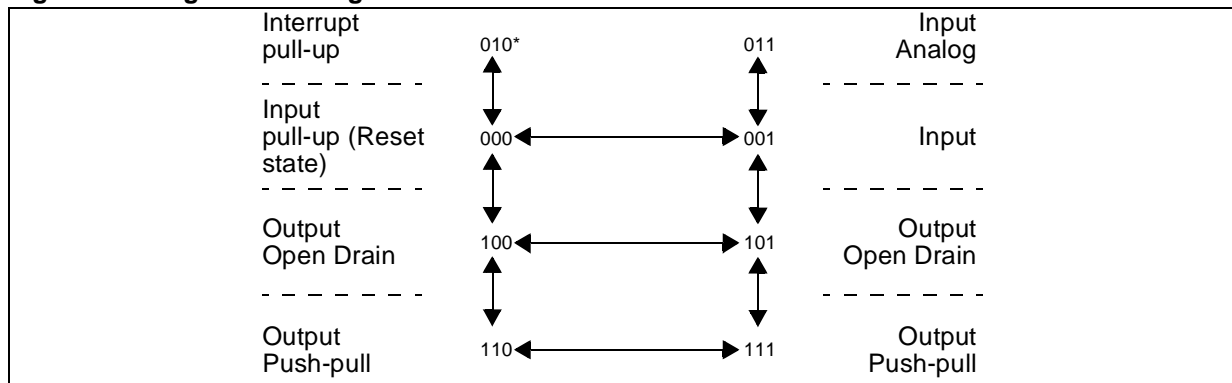 Interrupt
pull-up
010*
011
Input
Analog
Input
pull-up (Reset
state)
000
001
Input
Output
Open Drain
100
101
Output
Open Drain
Output
Push-pull
110
111
Output
Push-pull